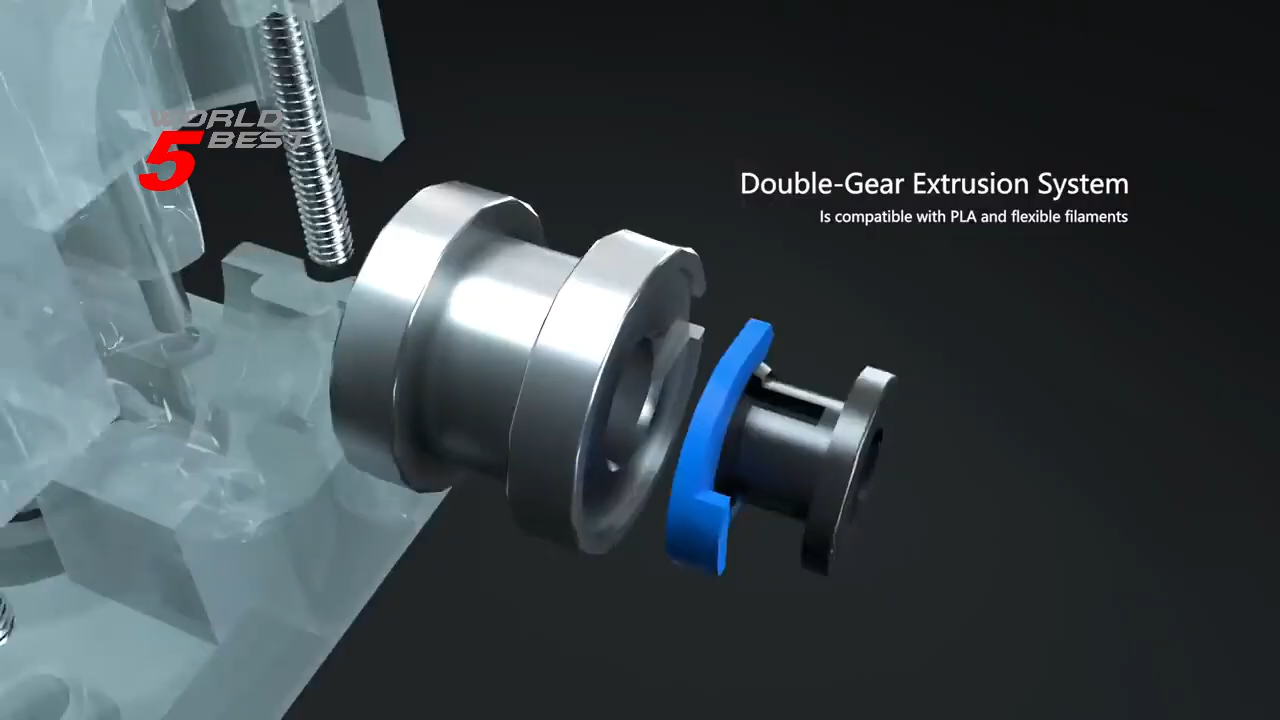 WORLD
5 BEST
Double-Gear Extrusion System
Is compatible with PLA and flexible filaments